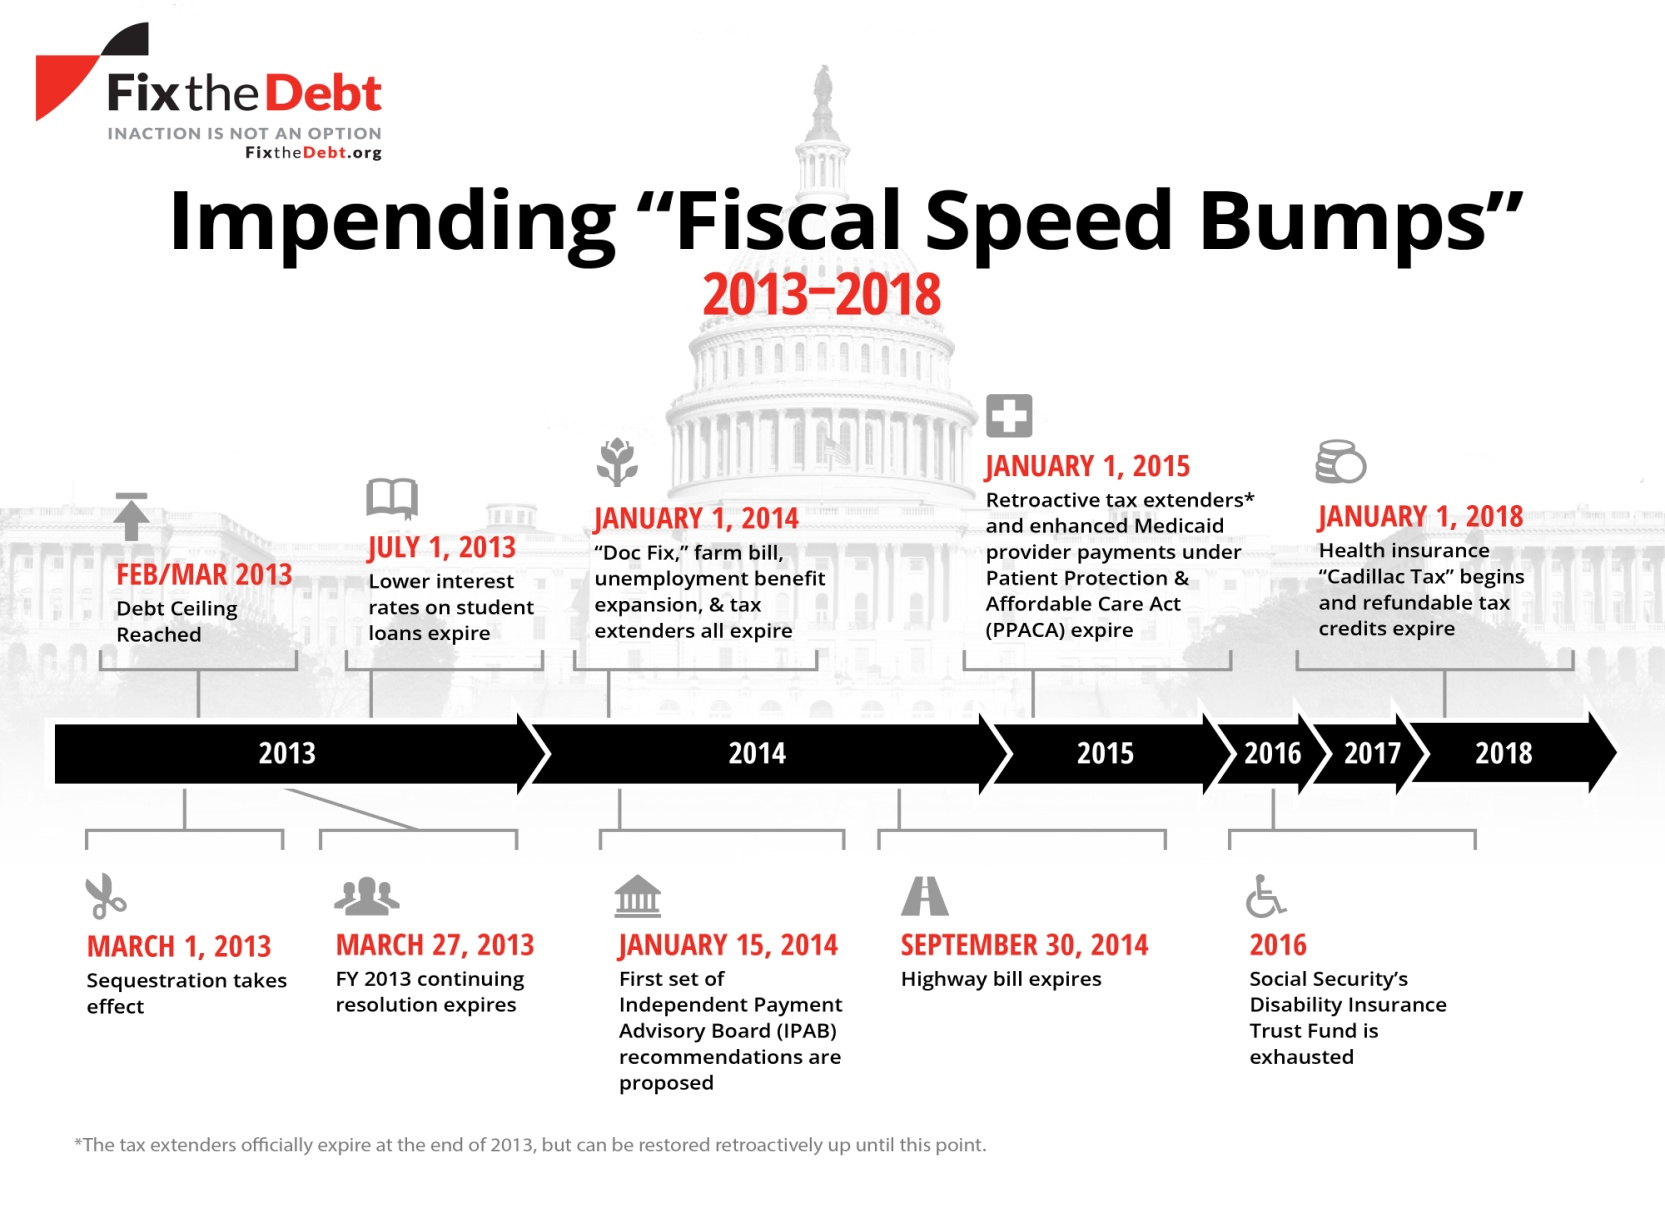 Fix the Debt
INACTION IS NOT AN OPTION
FixtheDebt.org
Impending “Fiscal Speed Bumps”
2013–2018
FEB/MAR 2013
Debt Ceiling
Reached
JULY 1, 2013
Lower interest
rates on student
loans expire
JANUARY 1, 2014
“Doc Fix,” farm bill,
unemployment benefit
expansion, & tax
extenders all expire
JANUARY 1, 2015
Retroactive tax extenders*
and enhanced Medicaid
provider payments under
Patient Protection &
Affordable Care Act
(PPACA) expire
JANUARY 1, 2018
Health insurance
“Cadillac Tax” begins
and refundable tax
credits expire
2013
2014
2015
2016
2017
2018
MARCH 1, 2013
Sequestration takes
effect
MARCH 27, 2013
FY 2013 continuing
resolution expires
JANUARY 15, 2014
First set of
Independent Payment
Advisory Board (IPAB)
recommendations are
proposed
SEPTEMBER 30, 2014
Highway bill expires
2016
Social Security’s
Disability Insurance
Trust Fund is
exhausted
*The tax extenders officially expire at the end of 2013, but can be restored retroactively up until this point.